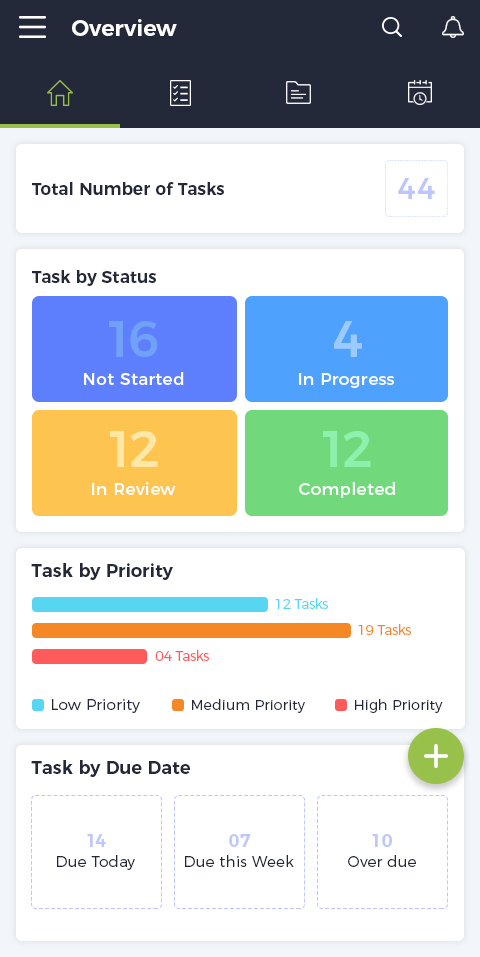 Overview
Total Number of Tasks 44
Task by Status
16 4
Not Started In Progress
12 12
In Review Completed
Task by Priority
12 Tasks
19 Tasks
04 Tasks
Low Priority Medium Priority High Priority
Task by Due Date
14 07 10
Due Today Due this Week Over due